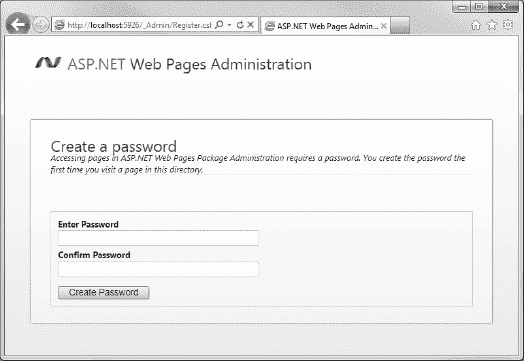 http://localhost:5926/_Admin/Register.csl
ASP.NET Web Pages Admin...
ASP.NET Web Pages Administration
Create a password
Accessing pages in ASP.NET Web Pages Package Administration requires a password. You create the password the
first time you visit a page in this directory.
Enter Password
Confirm Password
Create Password